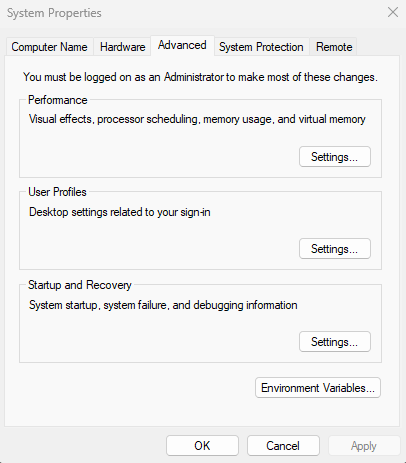 System Properties
Computer Name Hardware Advanced System Protection Remote
You must be logged on as an Administrator to make most of these changes.
Performance
Visual effects, processor scheduling, memory usage, and virtual memory
Settings...
User Profiles
Desktop settings related to your sign-in
Settings...
Startup and Recovery
System startup, system failure, and debugging information
Settings...
Environment Variables...
OK Cancel Apply